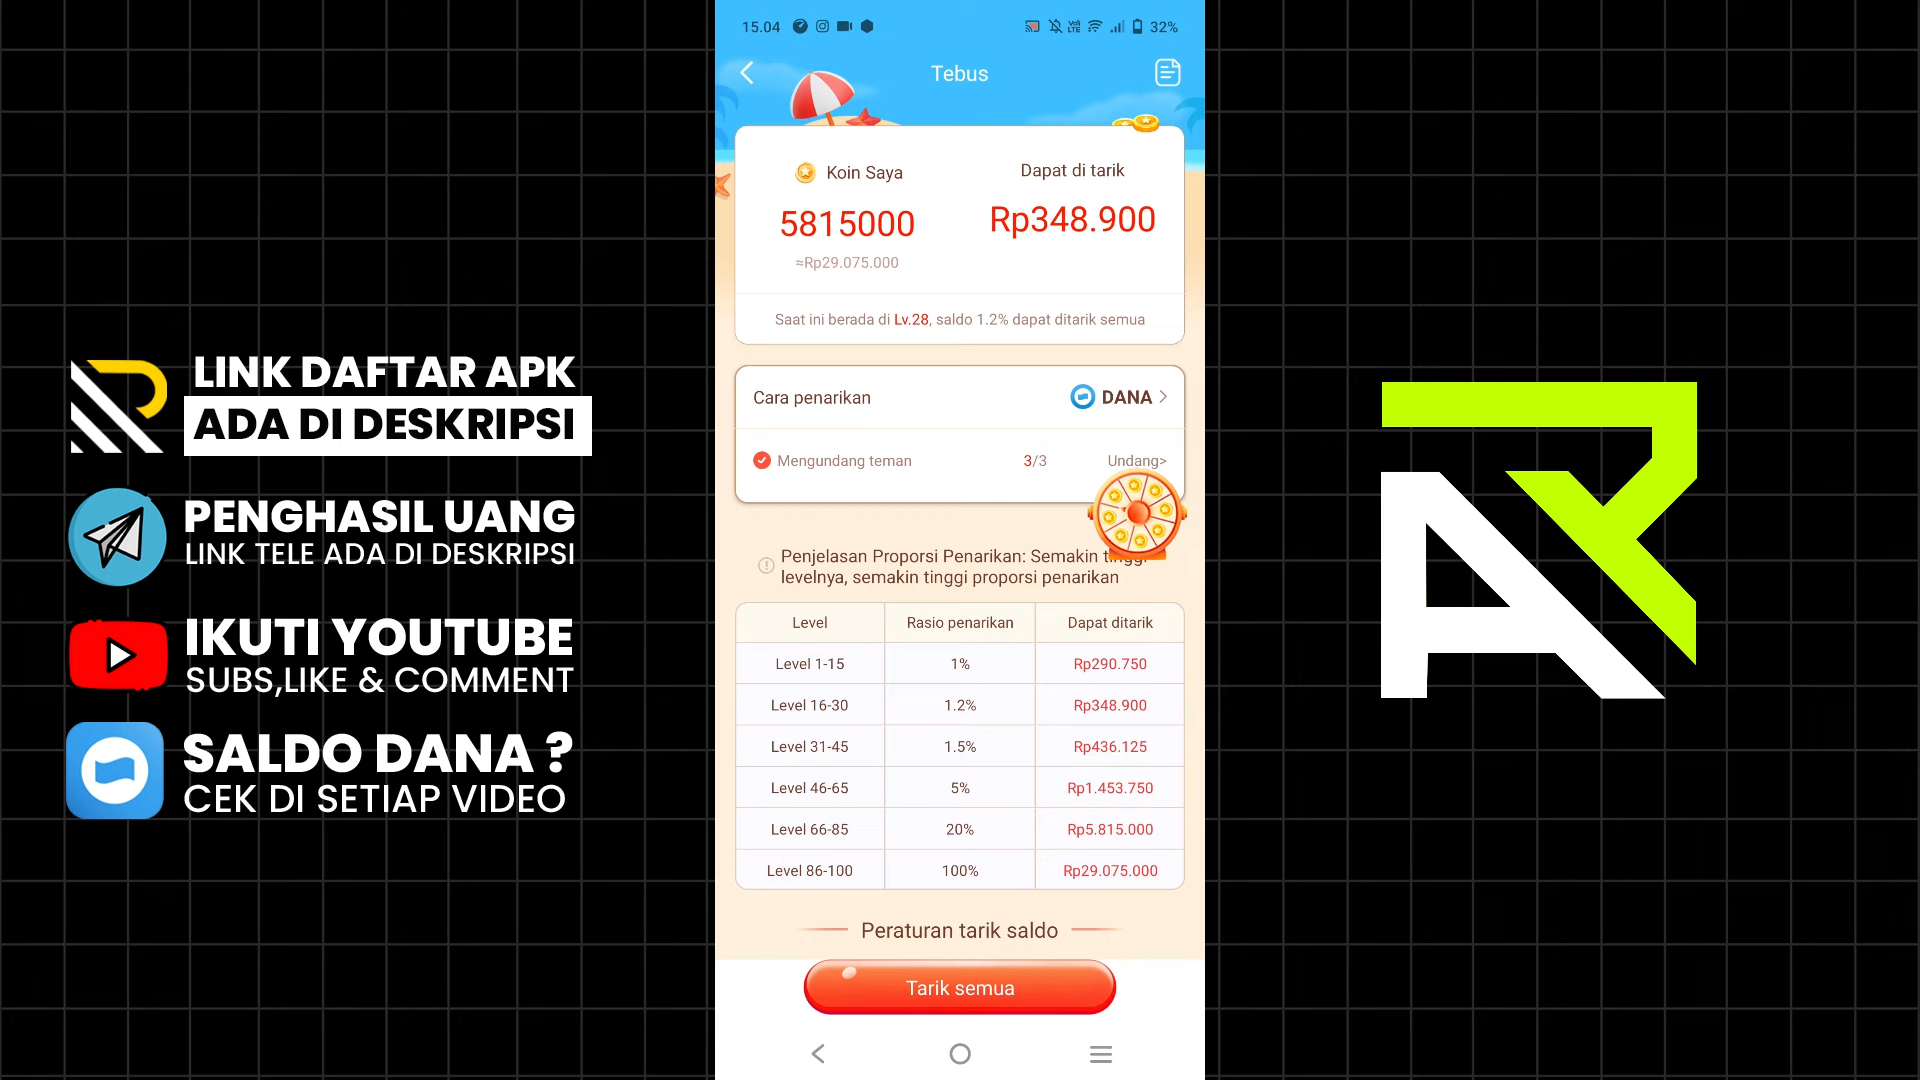 LINK DAFTAR APK
ADA DI DESKRIPSI
PENGHASIL UANG
LINK TELE ADA DI DESKRIPSI
IKUTI YOUTUBE
SUBS,LIKE & COMMENT
SALDO DANA ?
CEK DI SETIAP VIDEO
15.04 32%
Tebus
Koin Saya Dapat di tarik
5815000 Rp348.900
≈Rp29.075.000
Saat ini berada di Lv.28, saldo 1.2% dapat ditarik semua
Cara penarikan DANA >
Mengundang teman 3/3 Undang>
Penjelasan Proporsi Penarikan: Semakin tinggi
levelnya, semakin tinggi proporsi penarikan
Level Rasio penarikan Dapat ditarik
Level 1-15 1% Rp290.750
Level 16-30 1.2% Rp348.900
Level 31-45 1.5% Rp436.125
Level 46-65 5% Rp1.453.750
Level 66-85 20% Rp5.815.000
Level 86-100 100% Rp29.075.000
Peraturan tarik saldo
Tarik semua